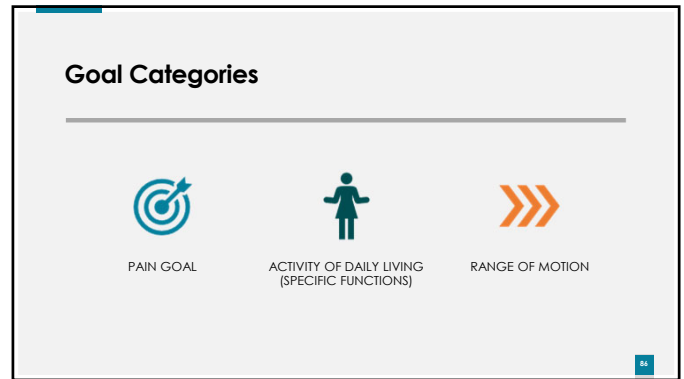 Goal Categories
PAIN GOAL
ACTIVITY OF DAILY LIVING
(SPECIFIC FUNCTIONS)
RANGE OF MOTION
86